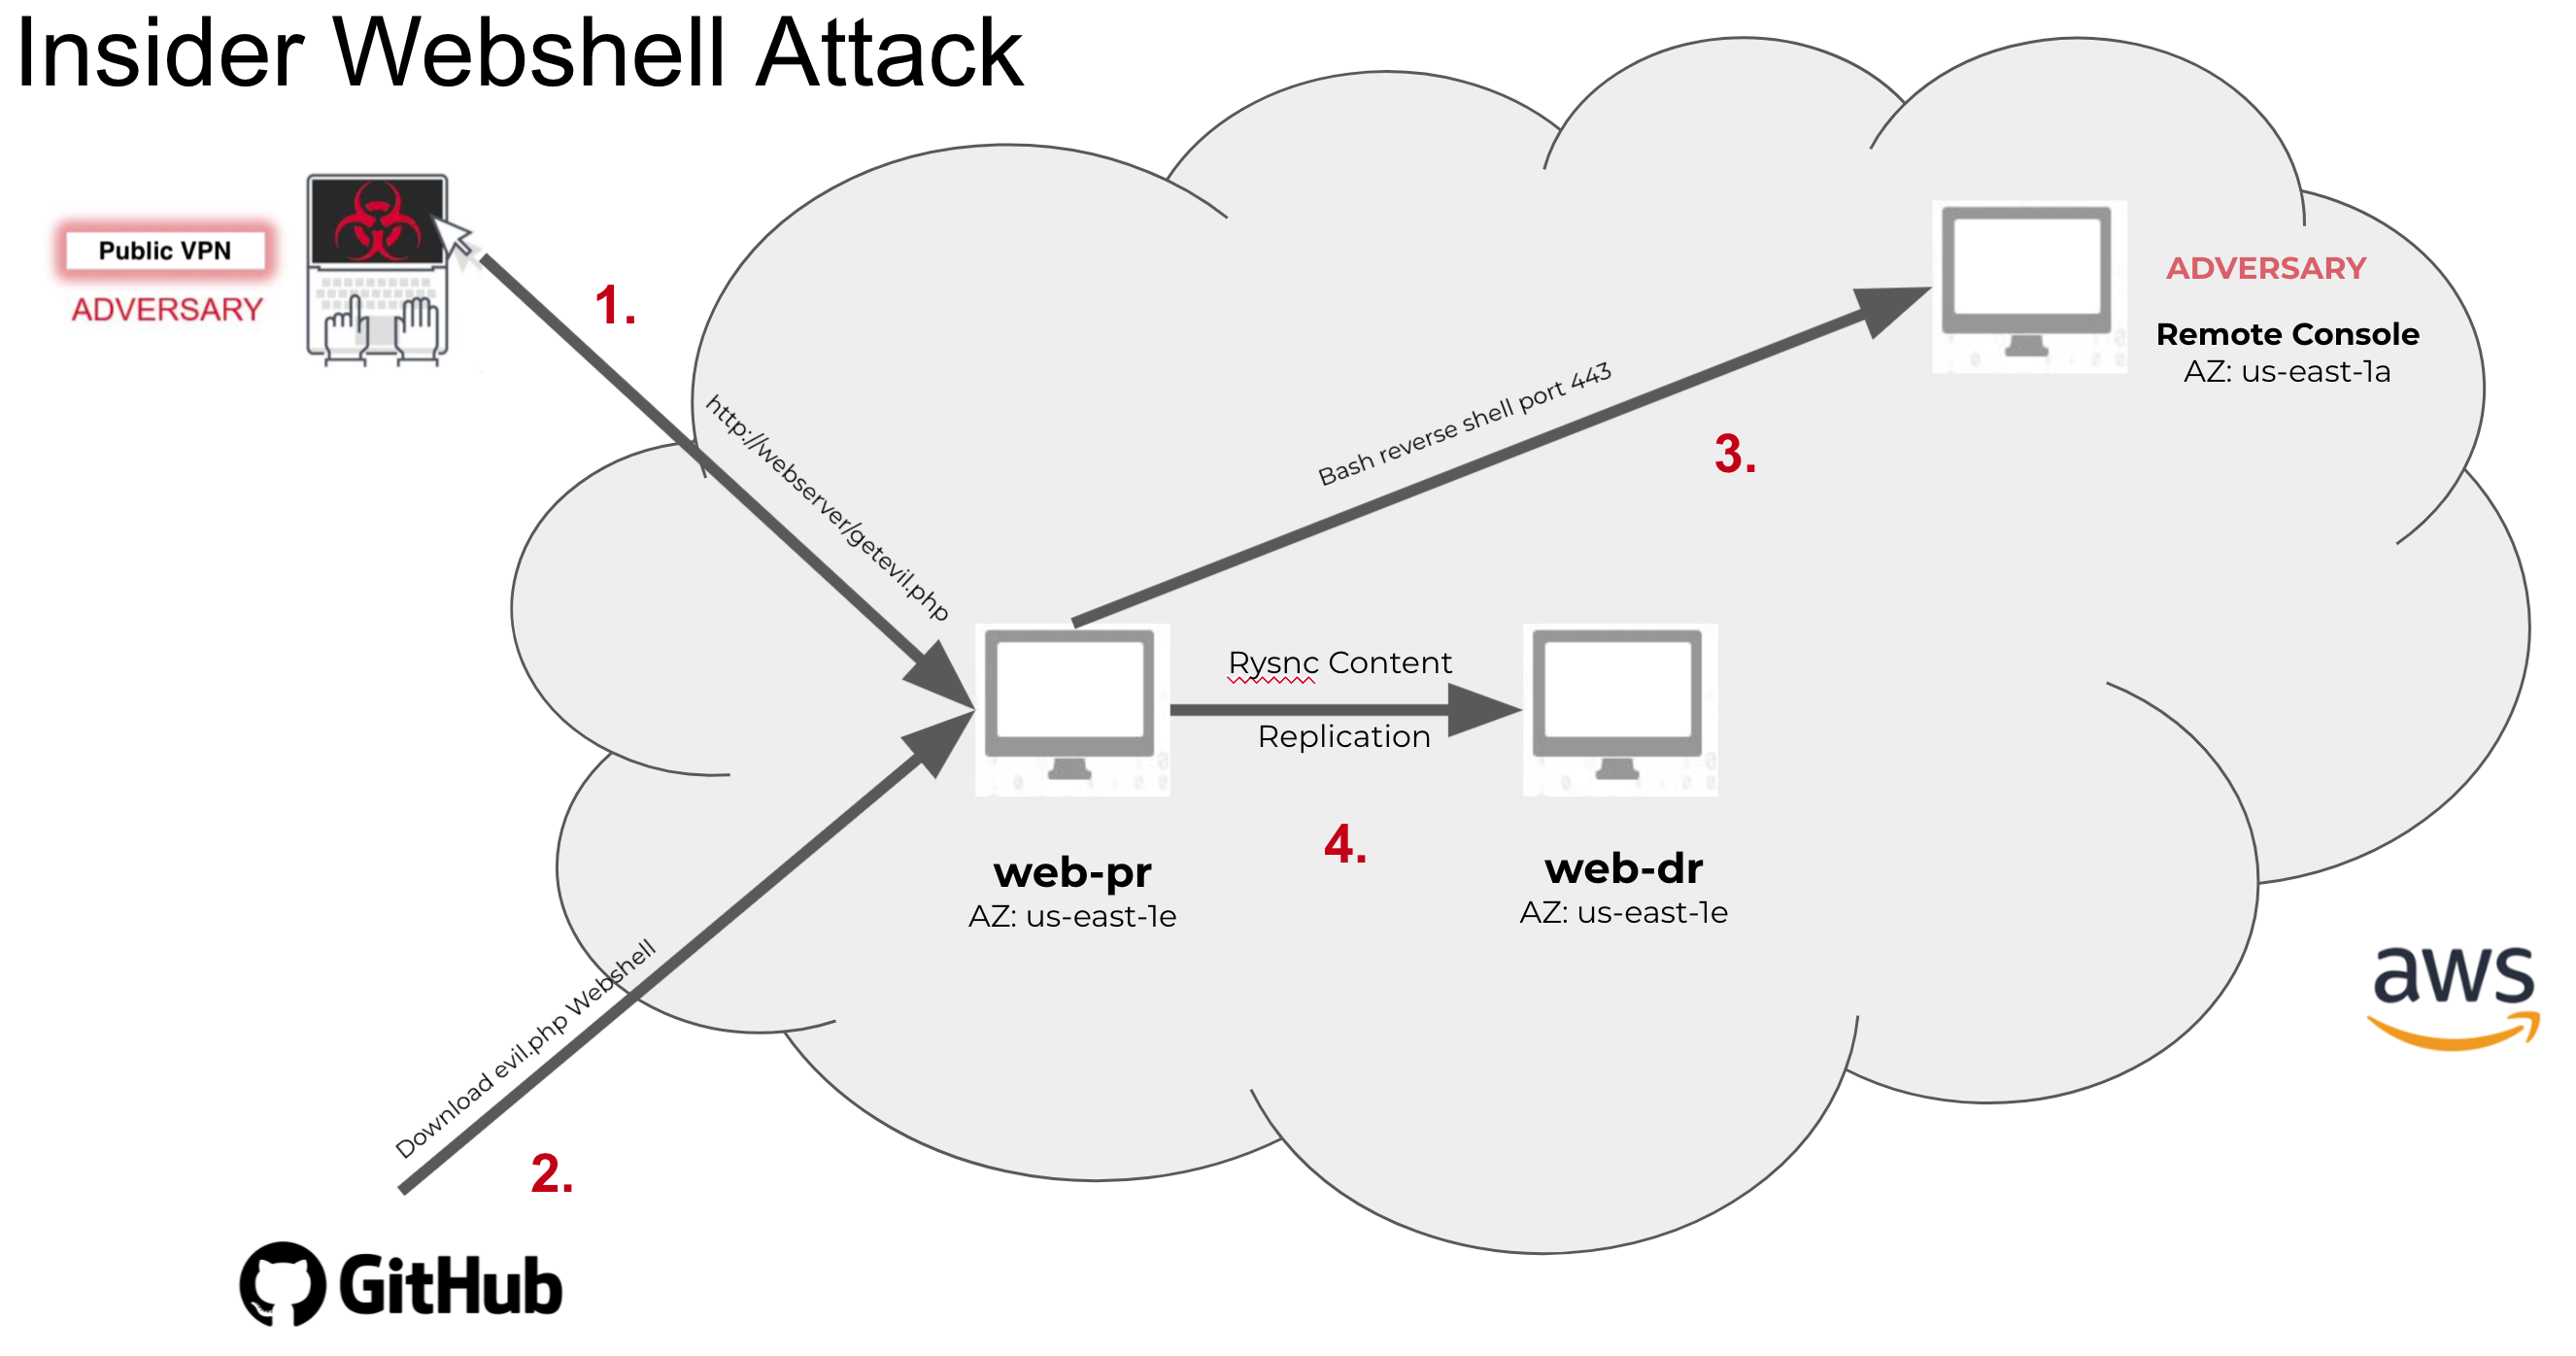 Insider Webshell Attack
Public VPN
ADVERSARY
1.
http://webserver/getevil.php
ADVERSARY
Remote Console
AZ: us-east-1a
Bash reverse shell port 443
3.
Rysnc Content
Replication
4.
web-pr
AZ: us-east-1e
web-dr
AZ: us-east-1e
Download evil.php Webshell
2.
GitHub
aws